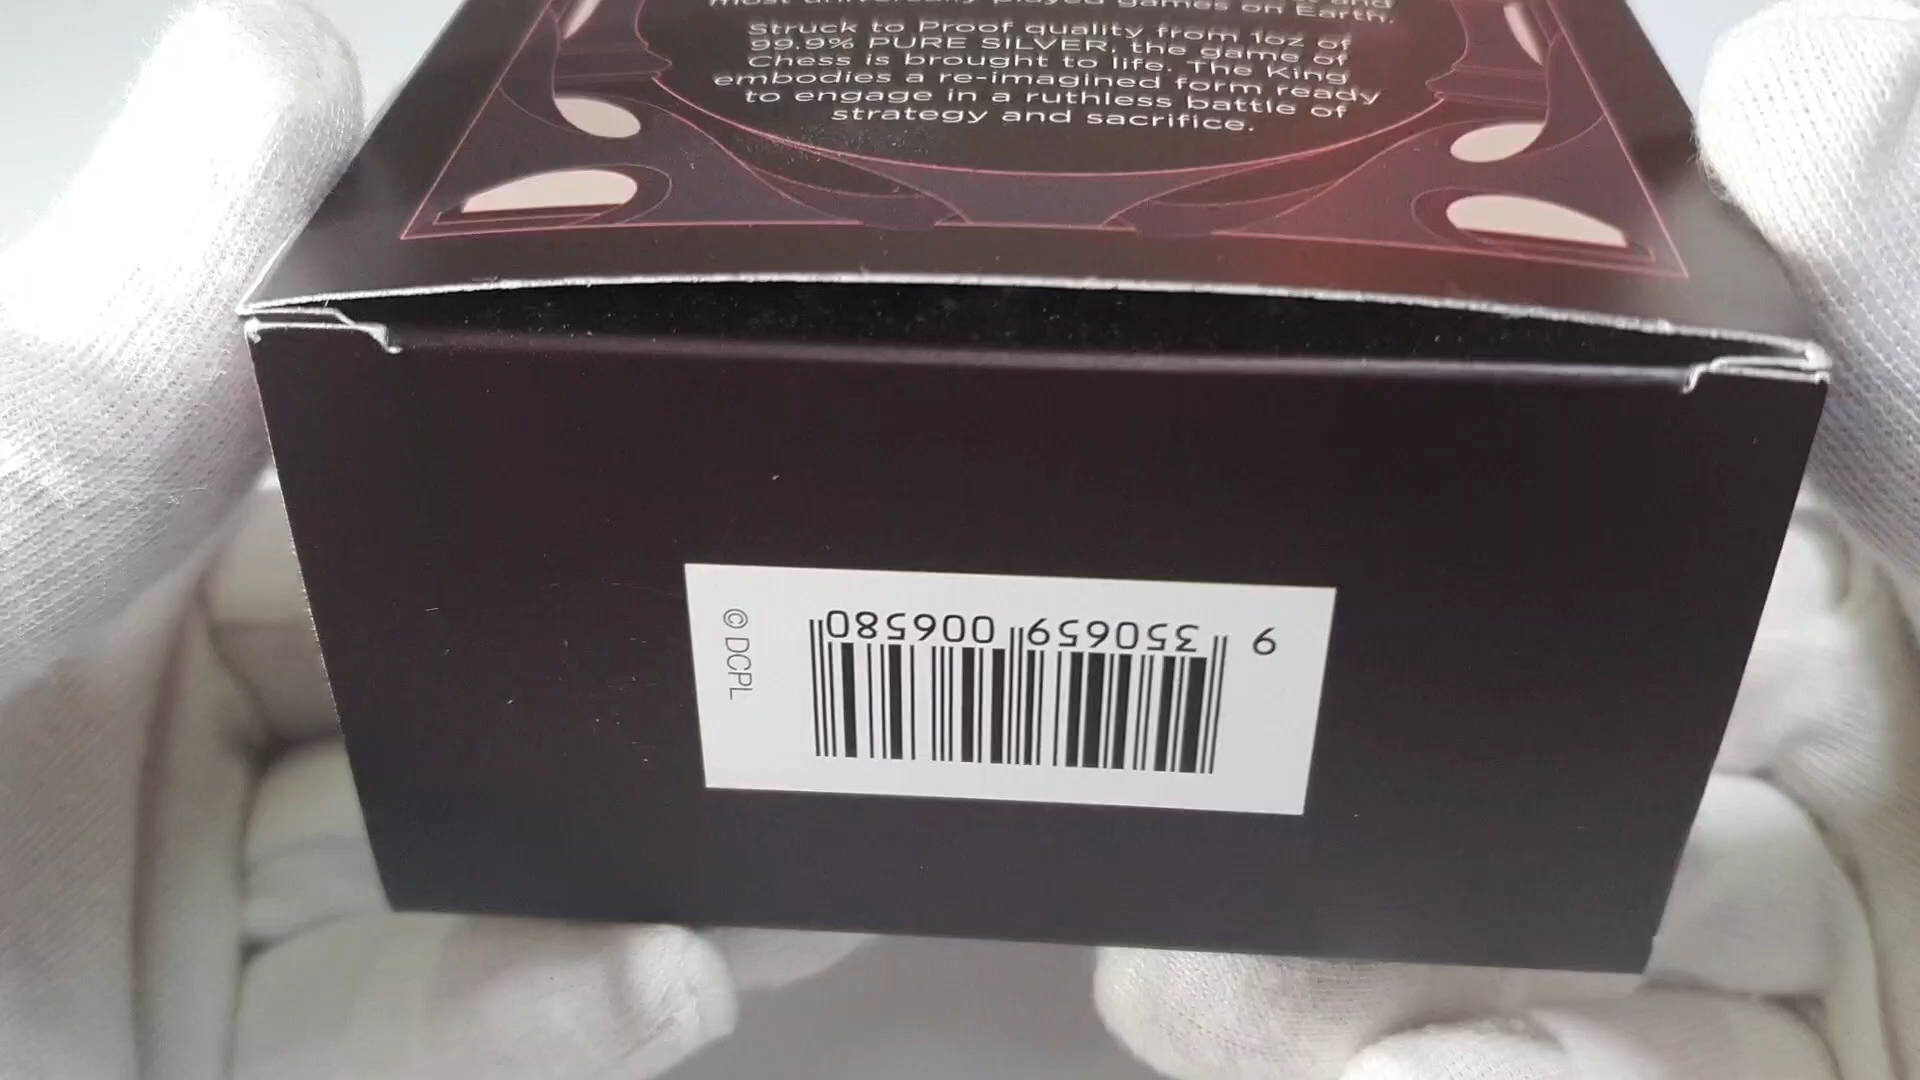 and
most universally played games on Earth.
Struck to Proof quality from 1oz of
99.9% PURE SILVER, the game of
Chess is brought to life. The King
embodies a re-imagined form ready
to engage in a ruthless battle of
strategy and sacrifice.
9 350659 006580
© DCPL